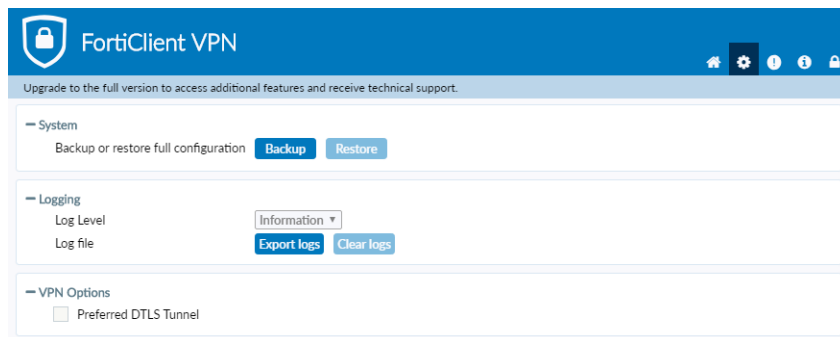 FortiClient VPN
Upgrade to the full version to access additional features and receive technical support.
System
Backup or restore full configuration Backup Restore
Logging
Log Level Information
Log file Export logs Clear logs
VPN Options
Preferred DTLS Tunnel